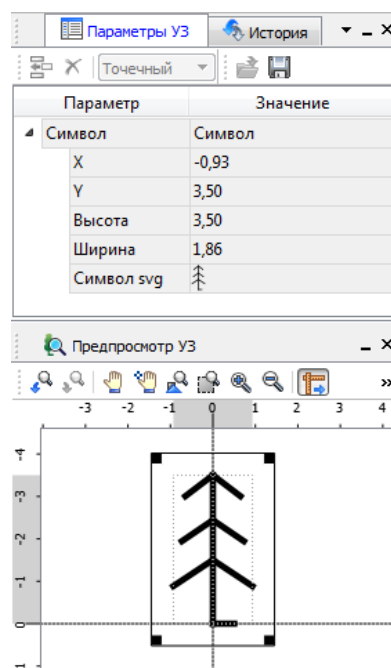 Параметры УЗ История
Точечный
Параметр Значение
Символ Символ
X -0,93
Y 3,50
Высота 3,50
Ширина 1,86
Символ svg
Предпросмотр УЗ
»
-3 -2 -1 0 1 2 3 4
-4
-3
-2
-1
0